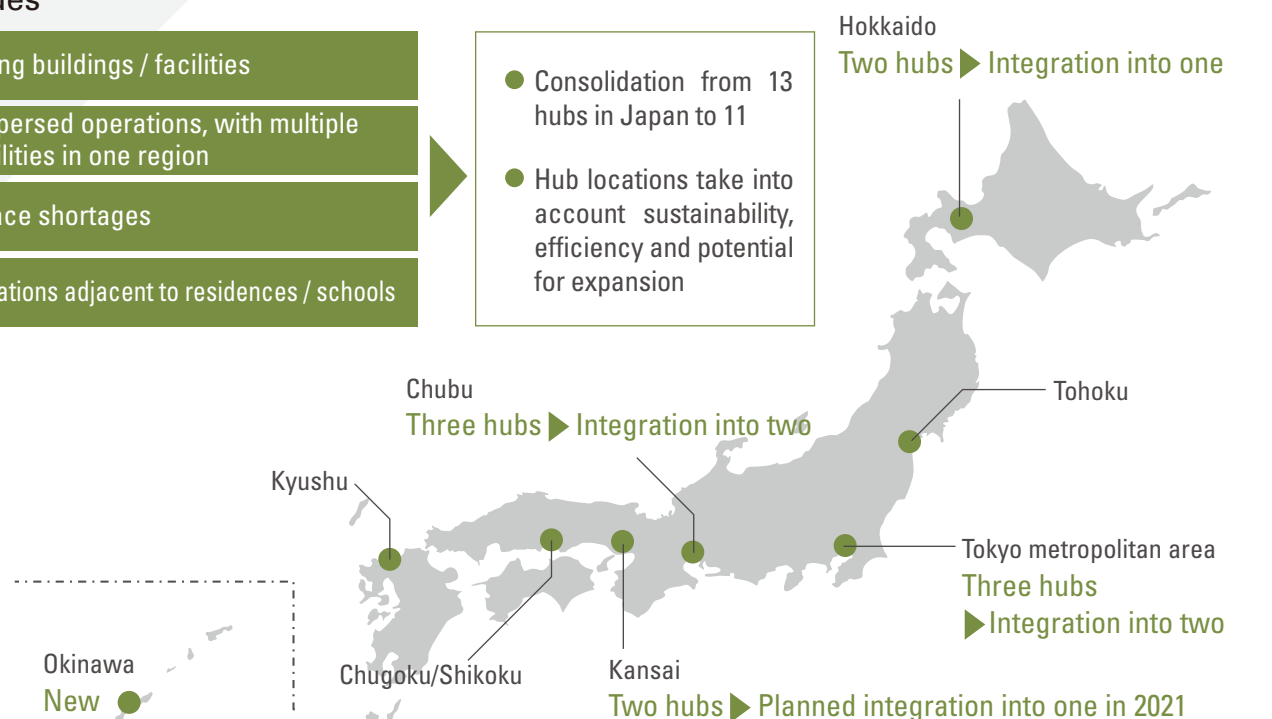 ng buildings / facilities
persed operations, with multiple
ilities in one region
ce shortages
ations adjacent to residences / schools
● Consolidation from 13
hubs in Japan to 11
● Hub locations take into
account sustainability,
efficiency and potential
for expansion
Hokkaido
Two hubs ▶ Integration into one
Chubu
Three hubs ▶ Integration into two
Tohoku
Kyushu
Tokyo metropolitan area
Three hubs
▶Integration into two
Okinawa
New
Chugoku/Shikoku
Kansai
Two hubs ▶ Planned integration into one in 2021